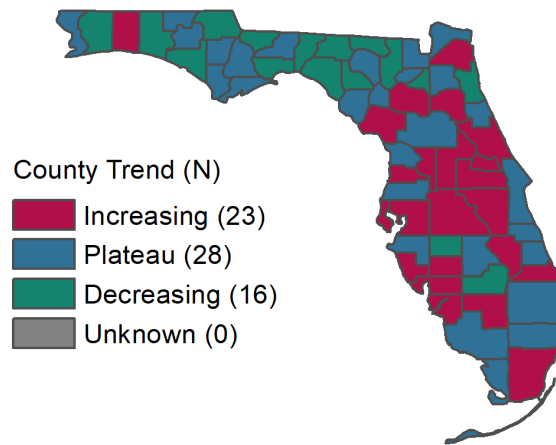 County Trend (N)
Increasing (23)
Plateau (28)
Decreasing (16)
Unknown (0)